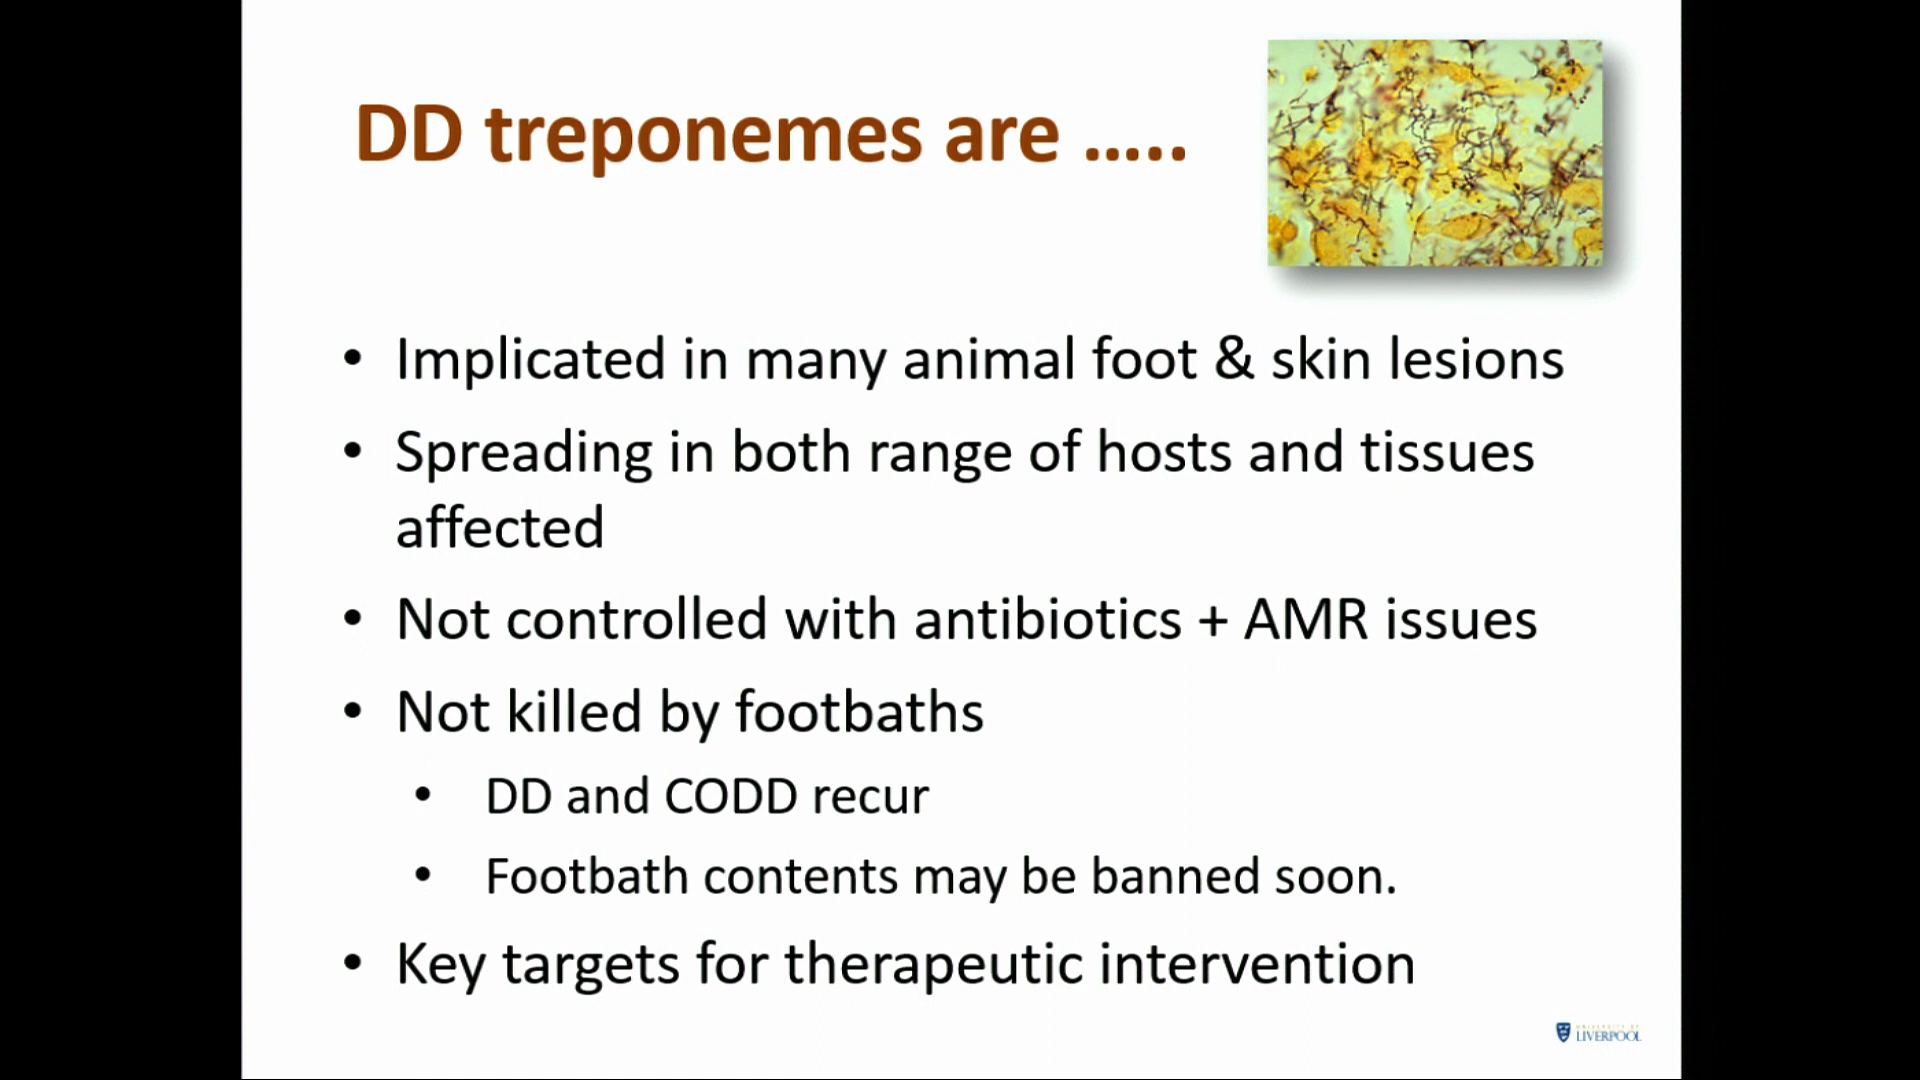 DD treponemes are .....
• Implicated in many animal foot & skin lesions
• Spreading in both range of hosts and tissues
affected
• Not controlled with antibiotics + AMR issues
• Not killed by footbaths
• DD and CODD recur
• Footbath contents may be banned soon.
• Key targets for therapeutic intervention
UNIVERSITY OF
LIVERPOOL